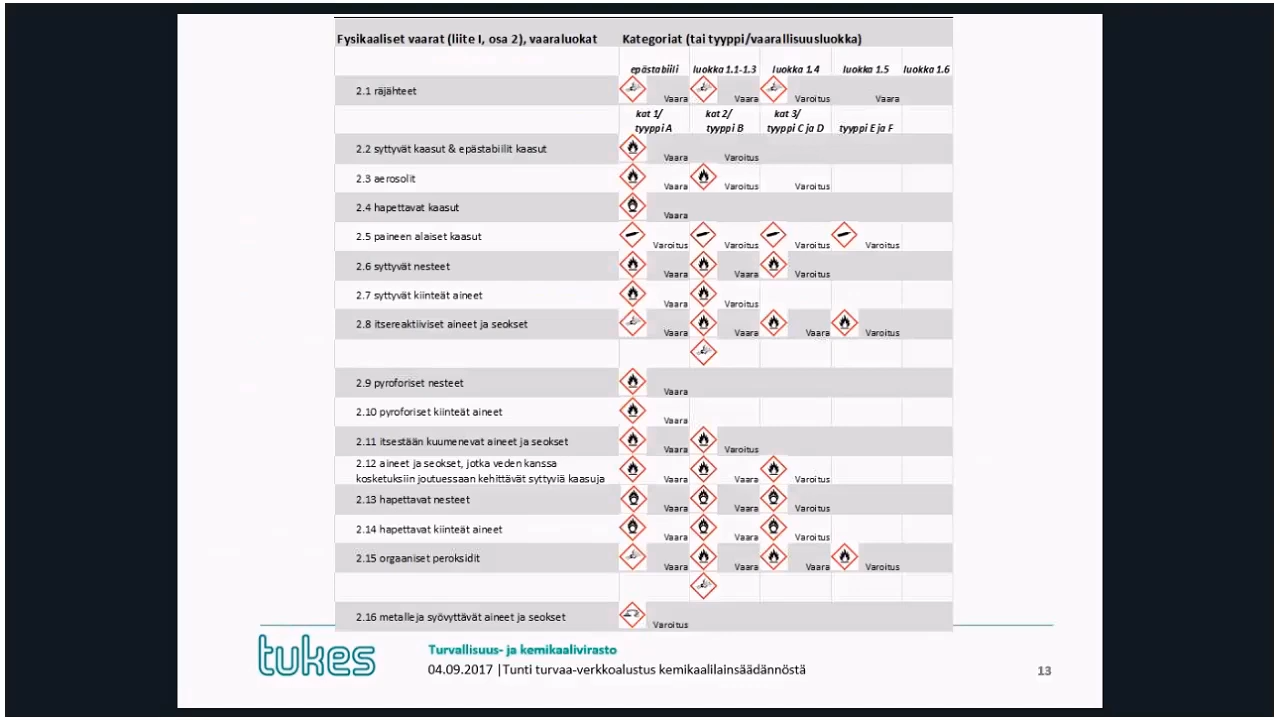 Fysikaaliset vaarat (liite I, osa 2), vaaraluokat Kategoriat (tai tyyppi/vaarallisuusluokka)
epästabiili luokka 1.1-1.3 luokka 1.4 luokka 1.5 luokka 1.6
2.1 räjähteet Vaara Vaara Varoitus Vaara
kat 1/ kat 2/ kat 3/
tyyppi A tyyppi B tyyppi C ja D tyyppi E ja F
2.2 syttyvät kaasut & epästabiilit kaasut Vaara Varoitus
2.3 aerosolit Vaara Varoitus Varoitus
2.4 hapettavat kaasut Vaara
2.5 paineen alaiset kaasut Varoitus Varoitus Varoitus Varoitus
2.6 syttyvät nesteet Vaara Vaara Varoitus
2.7 syttyvät kiinteät aineet Vaara Varoitus
2.8 itsereaktiiviset aineet ja seokset Vaara Vaara Vaara Varoitus
2.9 pyroforiset nesteet Vaara
2.10 pyroforiset kiinteät aineet Vaara
2.11 itsestään kuumenevat aineet ja seokset Vaara Varoitus
2.12 aineet ja seokset, jotka veden kanssa
kosketuksiin joutuessaan kehittävät syttyviä kaasuja Vaara Vaara Varoitus
2.13 hapettavat nesteet Vaara Vaara Varoitus
2.14 hapettavat kiinteät aineet Vaara Vaara Varoitus
2.15 orgaaniset peroksidit Vaara Vaara Vaara Varoitus
2.16 metalleja syövyttävät aineet ja seokset Varoitus
tukes
Turvallisuus- ja kemikaalivirasto
04.09.2017 |Tunti turvaa-verkkoalustus kemikaalilainsäädännöstä
13